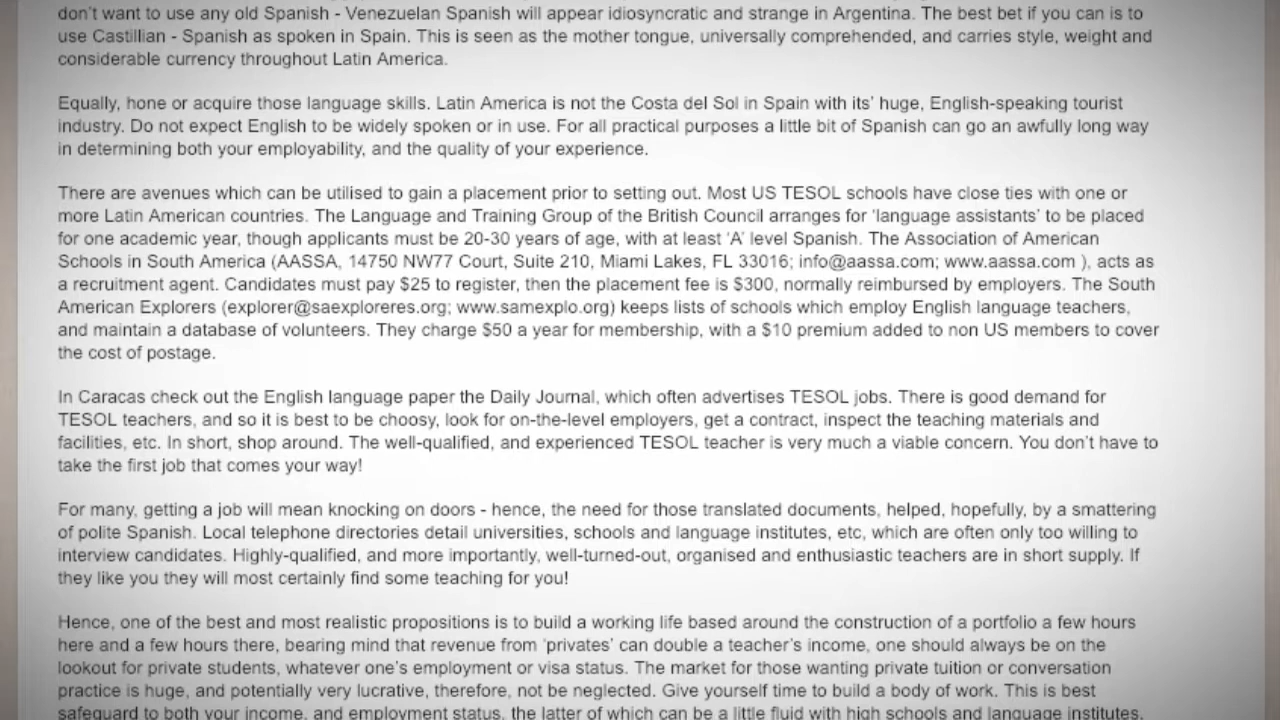 don't want to use any old Spanish - Venezuelan Spanish will appear idiosyncratic and strange in Argentina. The best bet if you can is to
use Castillian - Spanish as spoken in Spain. This is seen as the mother tongue, universally comprehended, and carries style, weight and
considerable currency throughout Latin America.
Equally, hone or acquire those language skills. Latin America is not the Costa del Sol in Spain with its' huge, English-speaking tourist
industry. Do not expect English to be widely spoken or in use. For all practical purposes a little bit of Spanish can go an awfully long way
in determining both your employability, and the quality of your experience.
There are avenues which can be utilised to gain a placement prior to setting out. Most US TESOL schools have close ties with one or
more Latin American countries. The Language and Training Group of the British Council arranges for 'language assistants' to be placed
for one academic year, though applicants must be 20-30 years of age, with at least 'A' level Spanish. The Association of American
Schools in South America (AASSA, 14750 NW77 Court, Suite 210, Miami Lakes, FL 33016; info@aassa.com; www.aassa.com ), acts as
a recruitment agent. Candidates must pay $25 to register, then the placement fee is $300, normally reimbursed by employers. The South
American Explorers (explorer@saexploreres.org; www.samexplo.org) keeps lists of schools which employ English language teachers,
and maintain a database of volunteers. They charge $50 a year for membership, with a $10 premium added to non US members to cover
the cost of postage.
In Caracas check out the English language paper the Daily Journal, which often advertises TESOL jobs. There is good demand for
TESOL teachers, and so it is best to be choosy, look for on-the-level employers, get a contract, inspect the teaching materials and
facilities, etc. In short, shop around. The well-qualified, and experienced TESOL teacher is very much a viable concern. You don't have to
take the first job that comes your way!
For many, getting a job will mean knocking on doors - hence, the need for those translated documents, helped, hopefully, by a smattering
of polite Spanish. Local telephone directories detail universities, schools and language institutes, etc, which are often only too willing to
interview candidates. Highly-qualified, and more importantly, well-turned-out, organised and enthusiastic teachers are in short supply. If
they like you they will most certainly find some teaching for you!
Hence, one of the best and most realistic propositions is to build a working life based around the construction of a portfolio a few hours
here and a few hours there, bearing mind that revenue from 'privates' can double a teacher's income, one should always be on the
lookout for private students, whatever one's employment or visa status. The market for those wanting private tuition or conversation
practice is huge, and potentially very lucrative, therefore, not be neglected. Give yourself time to build a body of work. This is best
safeguard to both your income, and employment status, the latter of which can be a little fluid with high schools and language institutes,